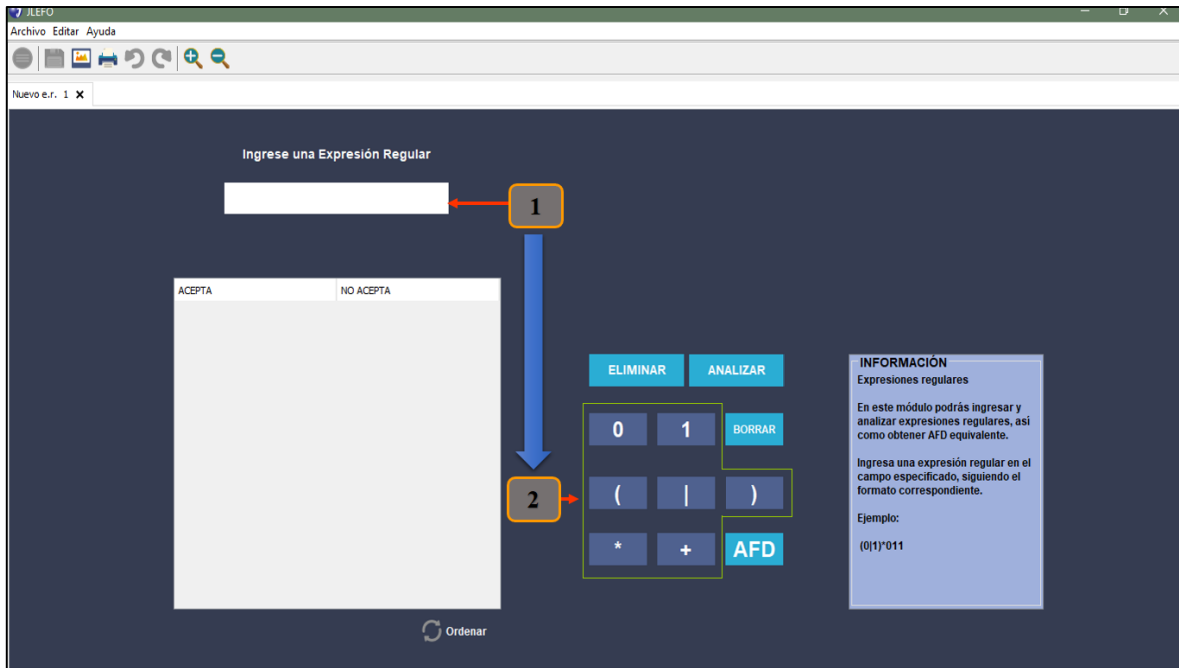 JLEFO
Archivo Editar Ayuda
Nuevo e.r. 1
Ingrese una Expresión Regular
1
ACEPTA NO ACEPTA
ELIMINAR ANALIZAR
0 1 BORRAR
2
( | )
* + AFD
INFORMACIÓN
Expresiones regulares
En este módulo podrás ingresar y
analizar expresiones regulares, así
como obtener AFD equivalente.
Ingresa una expresión regular en el
campo especificado, siguiendo el
formato correspondiente.
Ejemplo:
(0|1)*011
Ordenar